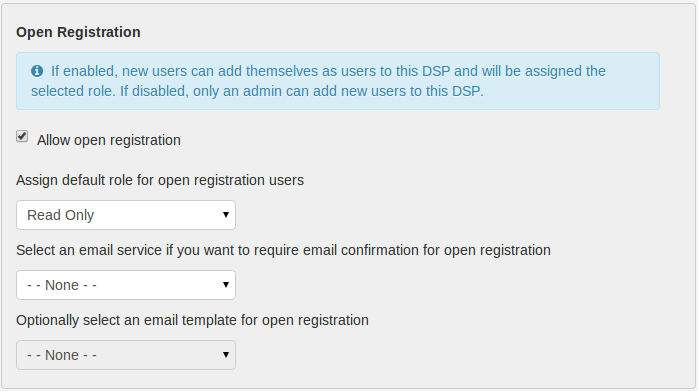 Open Registration
If enabled, new users can add themselves as users to this DSP and will be assigned the
selected role. If disabled, only an admin can add new users to this DSP.
Allow open registration
Assign default role for open registration users
Read Only
Select an email service if you want to require email confirmation for open registration
- - None - -
Optionally select an email template for open registration
- - None - -